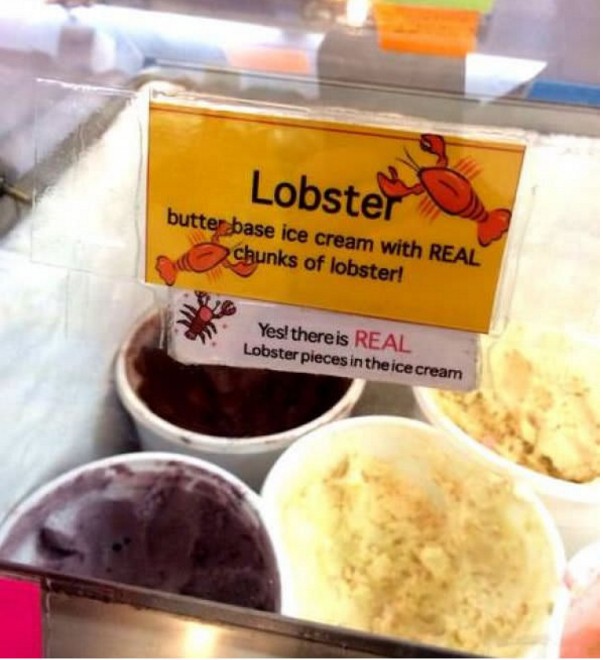 Lobster
butter base ice cream with REAL
chunks of lobster!
Yes! there is REAL
Lobster pieces in the ice cream